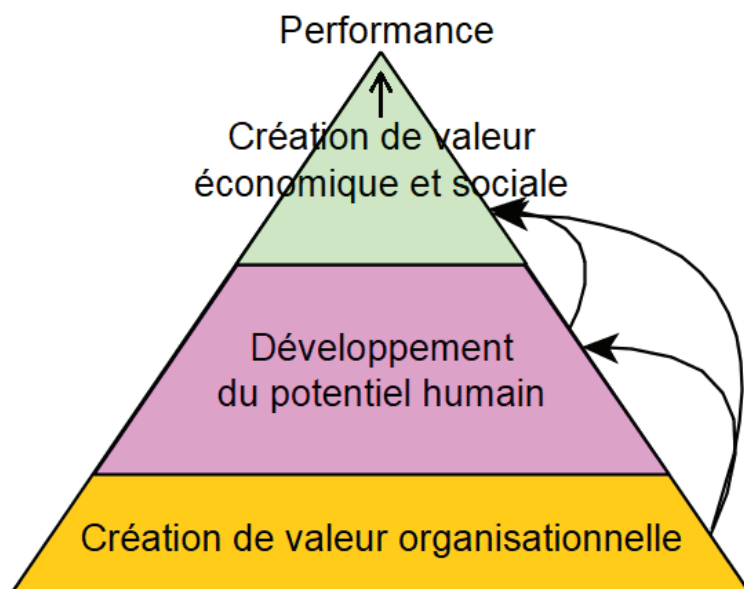 Performance
Création de valeur
économique et sociale
Développement
du potentiel humain
Création de valeur organisationnelle